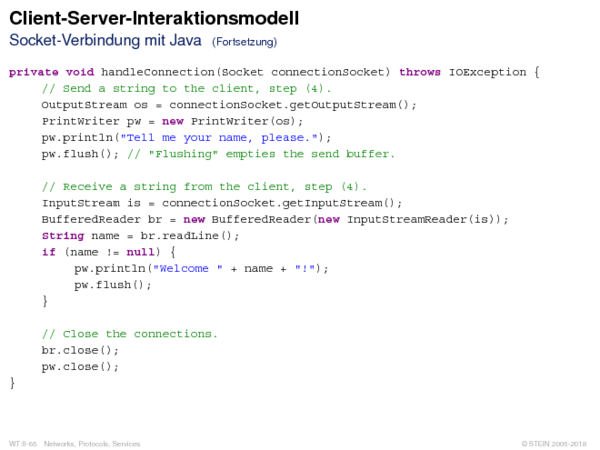 Client-Server-Interaktionsmodell
Socket-Verbindung mit Java (Fortsetzung)
private void handleConnection(Socket connectionSocket) throws IOException {
// Send a string to the client, step (4).
OutputStream os = connectionSocket.getOutputStream();
PrintWriter pw = new PrintWriter(os);
pw.println("Tell me your name, please.");
pw.flush(); // "Flushing" empties the send buffer.
// Receive a string from the client, step (4).
InputStream is = connectionSocket.getInputStream();
BufferedReader br = new BufferedReader(new InputStreamReader(is));
String name = br.readLine();
if (name != null) {
pw.println("Welcome " + name + "!");
pw.flush();
}
// Close the connections.
br.close();
pw.close();
}
WT:II-65 Networks, Protocols, Services © STEIN 2005-2018